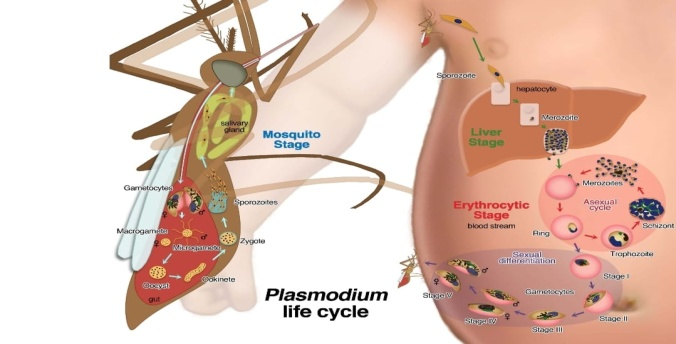 salivary
gland
Mosquito
Stage
Gametocytes
Sporozoites
Macrogamete
Microgamete
Zygote
Oocyst
Ookinete
gut
Plasmodium
life cycle
Sporozoite
hepatocyte
Merozoite
Liver
Stage
Merozoites
Asexual
cycle
Erythrocytic
Stage
blood stream
Schizont
Ring
Trophozoite
Sexual
differentiation
Stage I
Gametocytes
Stage V
Stage IV
Stage III
Stage II